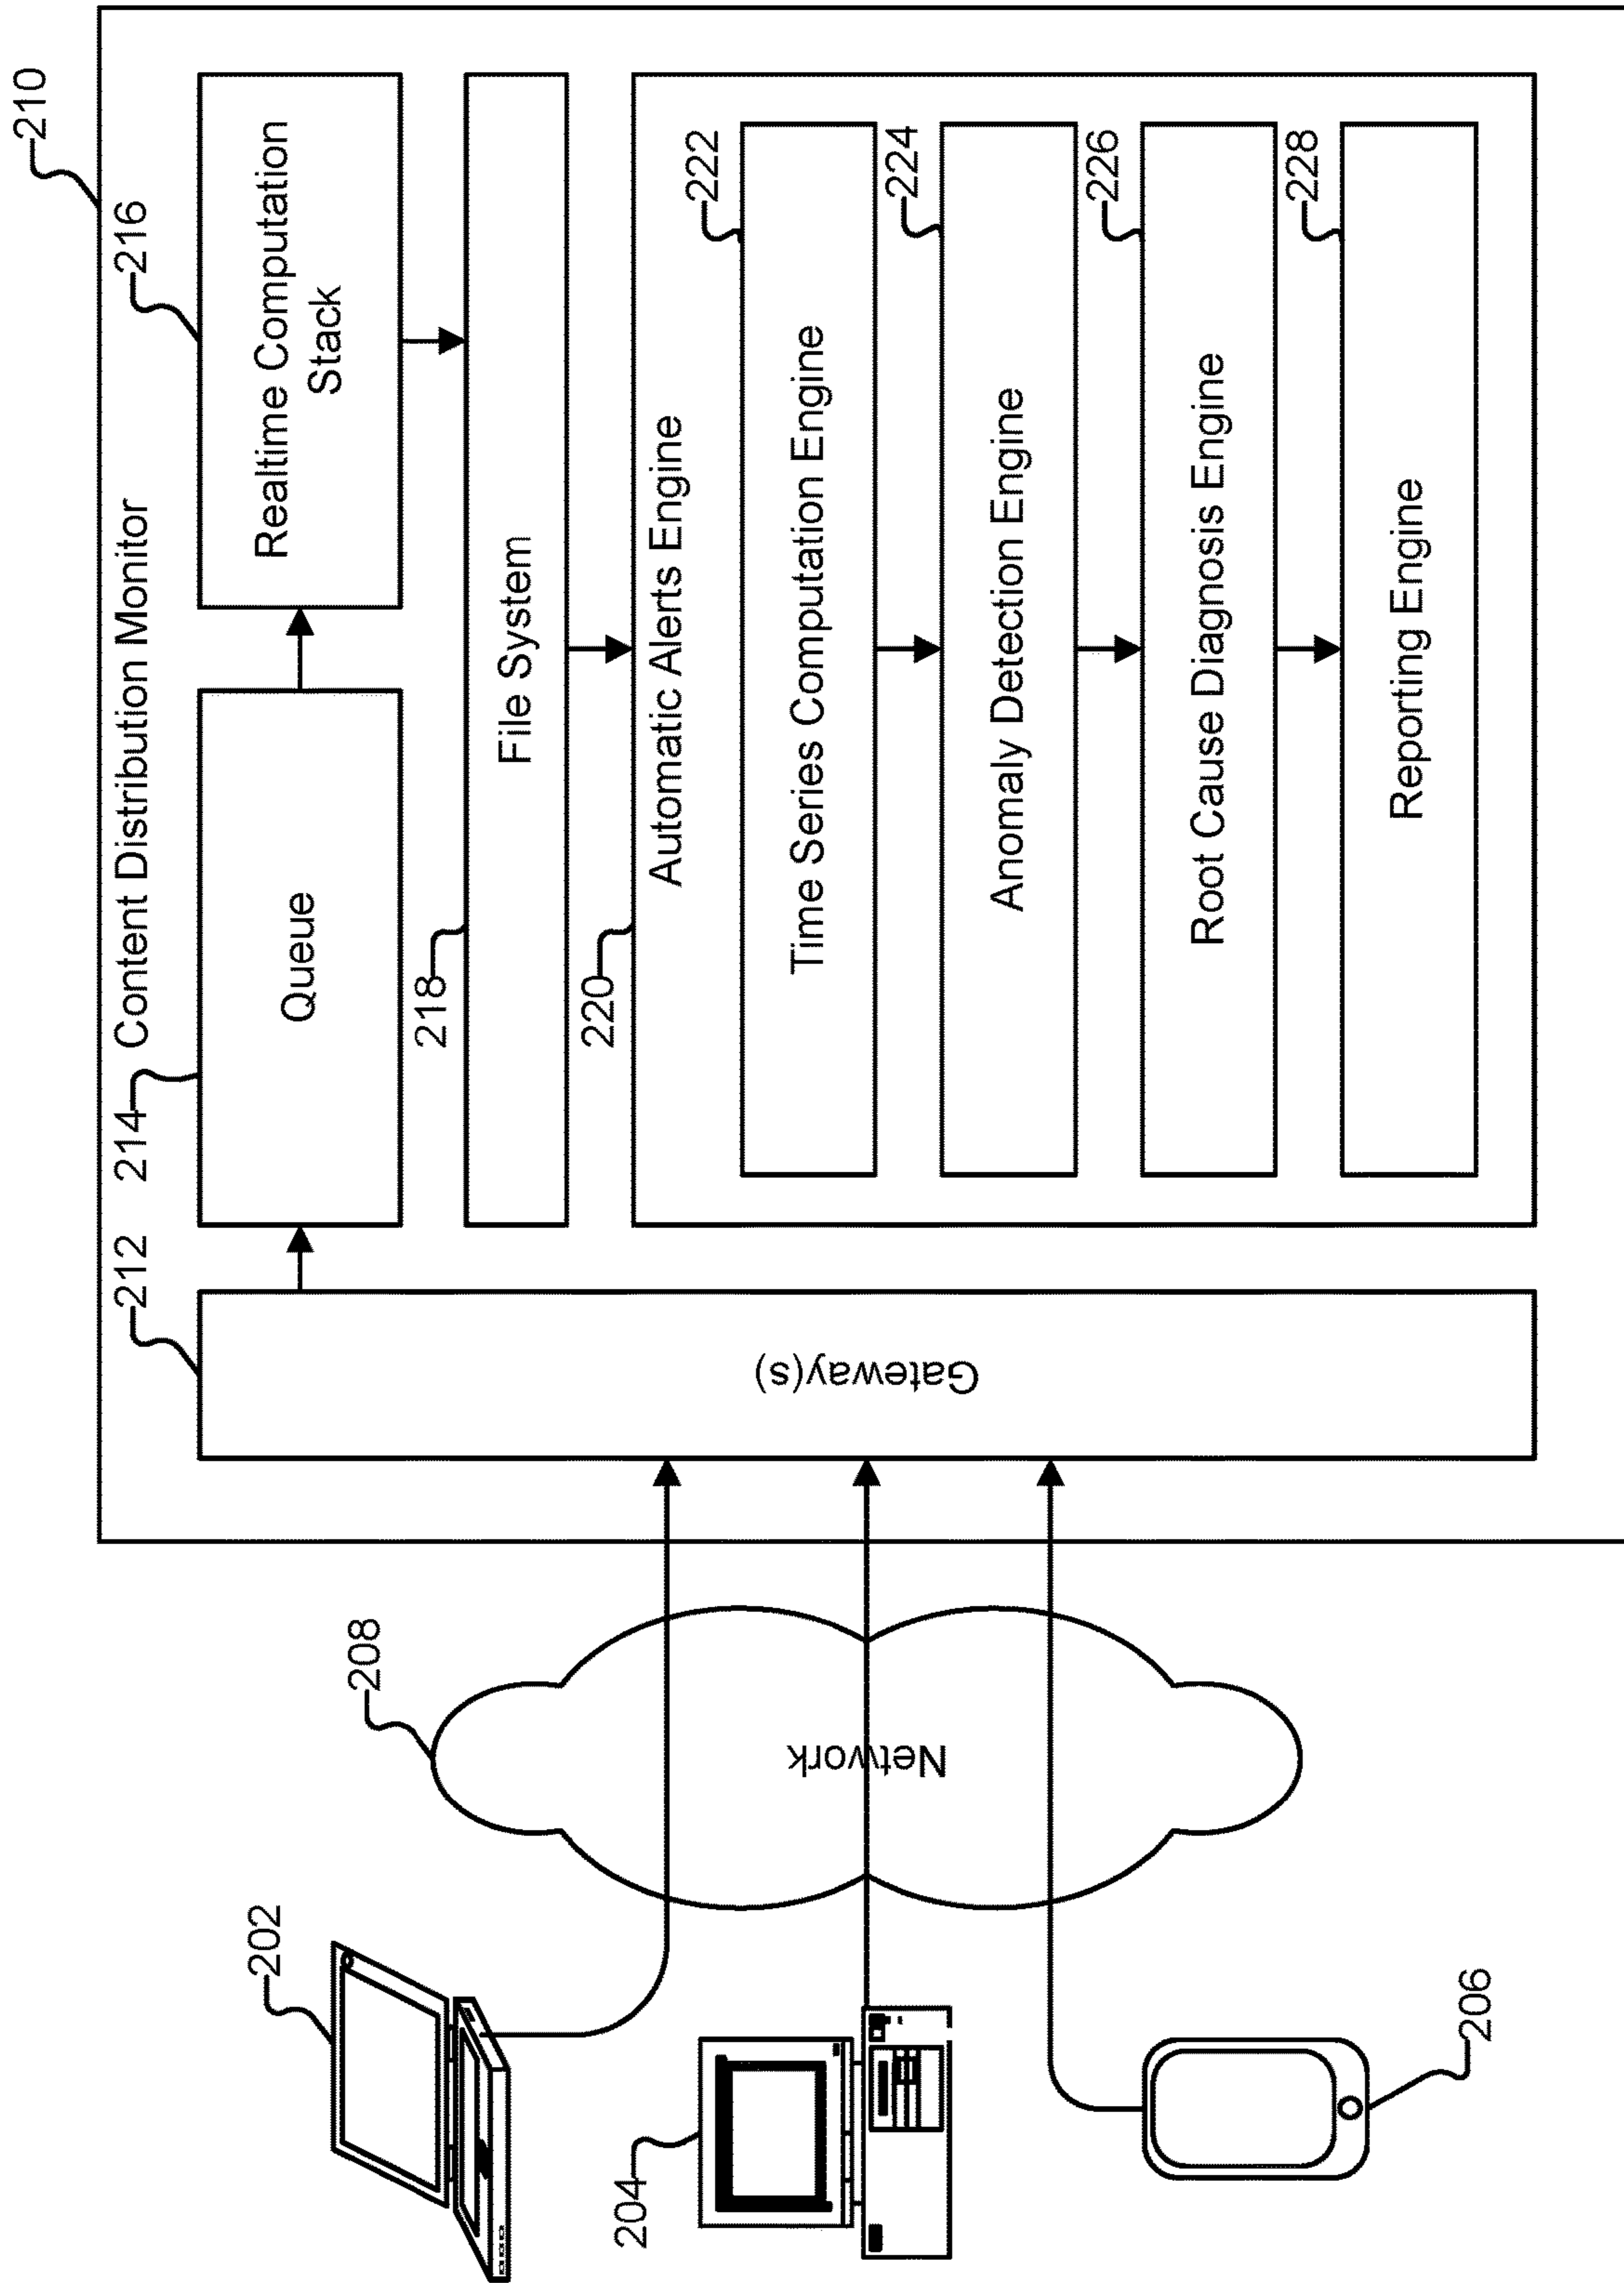 202
204
206
208
Network
210
Content Distribution Monitor
212
Gateway(s)
214
Queue
216
Realtime Computation
Stack
218
File System
220
Automatic Alerts Engine
222
Time Series Computation Engine
224
Anomaly Detection Engine
226
Root Cause Diagnosis Engine
228
Reporting Engine